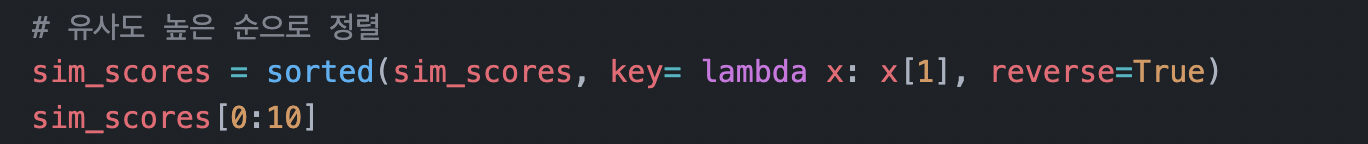 # 유사도 높은 순으로 정렬
sim_scores = sorted(sim_scores, key= lambda x: x[1], reverse=True)
sim_scores[0:10]